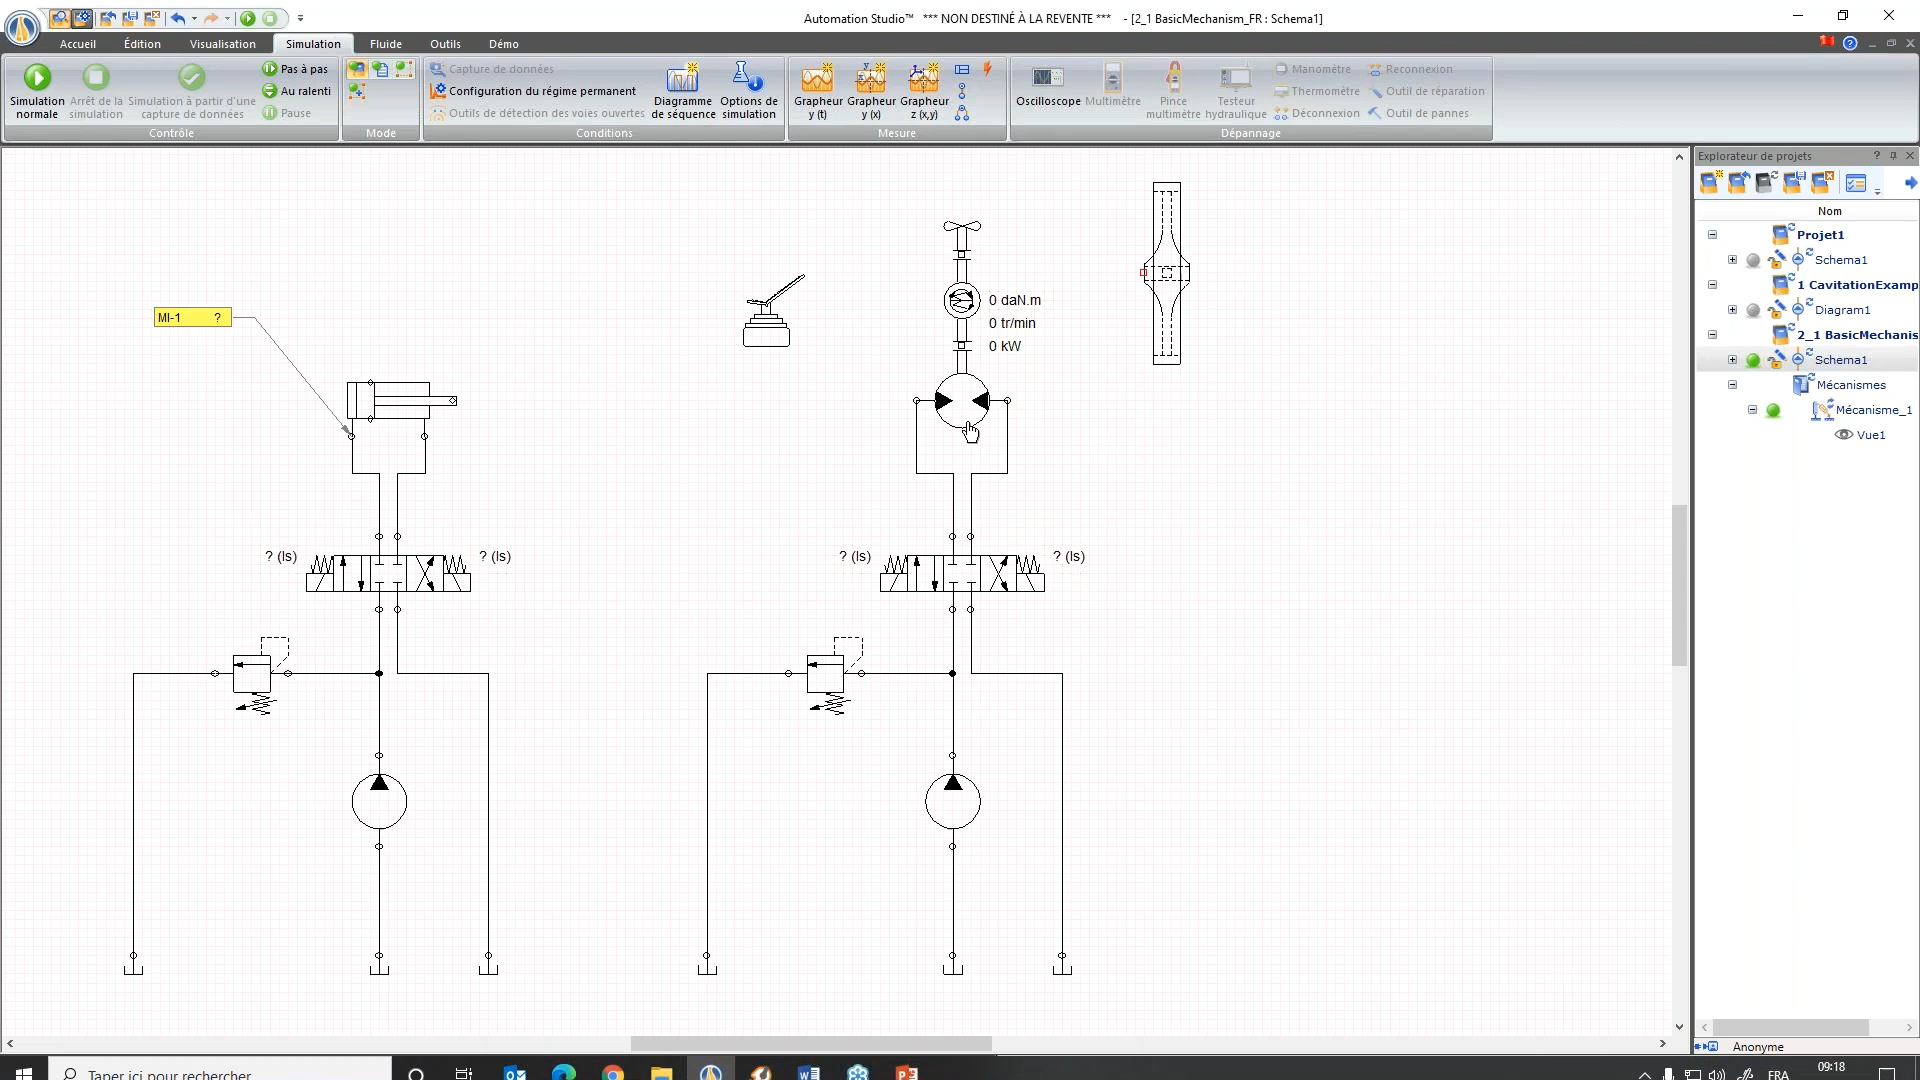 Automation Studio™ *** NON DESTINÉ À LA REVENTE *** - [2_1 BasicMechanism_FR : Schema1]
Accueil Édition Visualisation Simulation Fluide Outils Démo
Simulation normale
Arrêt de la simulation
Simulation à partir d'une capture de données
Pas à pas
Au ralenti
Pause
Contrôle
Mode
Capture de données
Configuration du régime permanent
Outils de détection des voies ouvertes
Diagramme de séquence
Options de simulation
Conditions
Grapheur y (t)
Grapheur y (x)
Grapheur z (x,y)
Mesure
Oscilloscope
Multimètre
Pince multimètre
Testeur hydraulique
Manomètre
Thermomètre
Déconnexion
Reconnexion
Outil de réparation
Outil de pannes
Dépannage
Explorateur de projets
Nom
Projet1
Schema1
1 CavitationExamp
Diagram1
2_1 BasicMechanis
Schema1
Mécanismes
Mécanisme_1
Vue1
MI-1 ?
0 daN.m
0 tr/min
0 kW
? (ls) ? (ls) ? (ls) ? (ls)
Anonyme
Taper ici pour rechercher
FRA
09:18